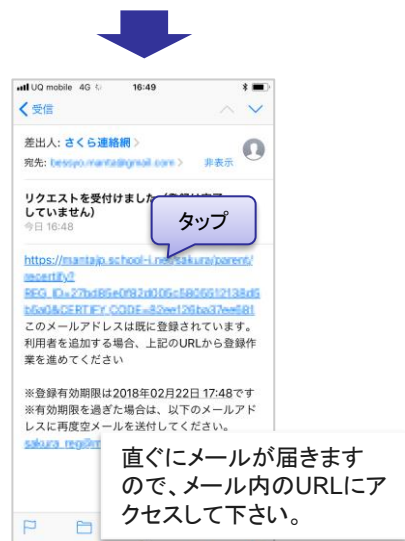 UQ mobile 4G 16:49
受信
差出人: さくら連絡網
宛先: 非表示
リクエストを受付けました
していません)
今日 16:48
タップ
このメールアドレスは既に登録されています。
利用者を追加する場合、上記のURLから登録作
業を進めてください
※登録有効期限は2018年02月22日 17:48です
※有効期限を過ぎた場合は、以下のメールアド
レスに再度空メールを送付してください。
直ぐにメールが届きます
ので、メール内のURLにア
クセスして下さい。